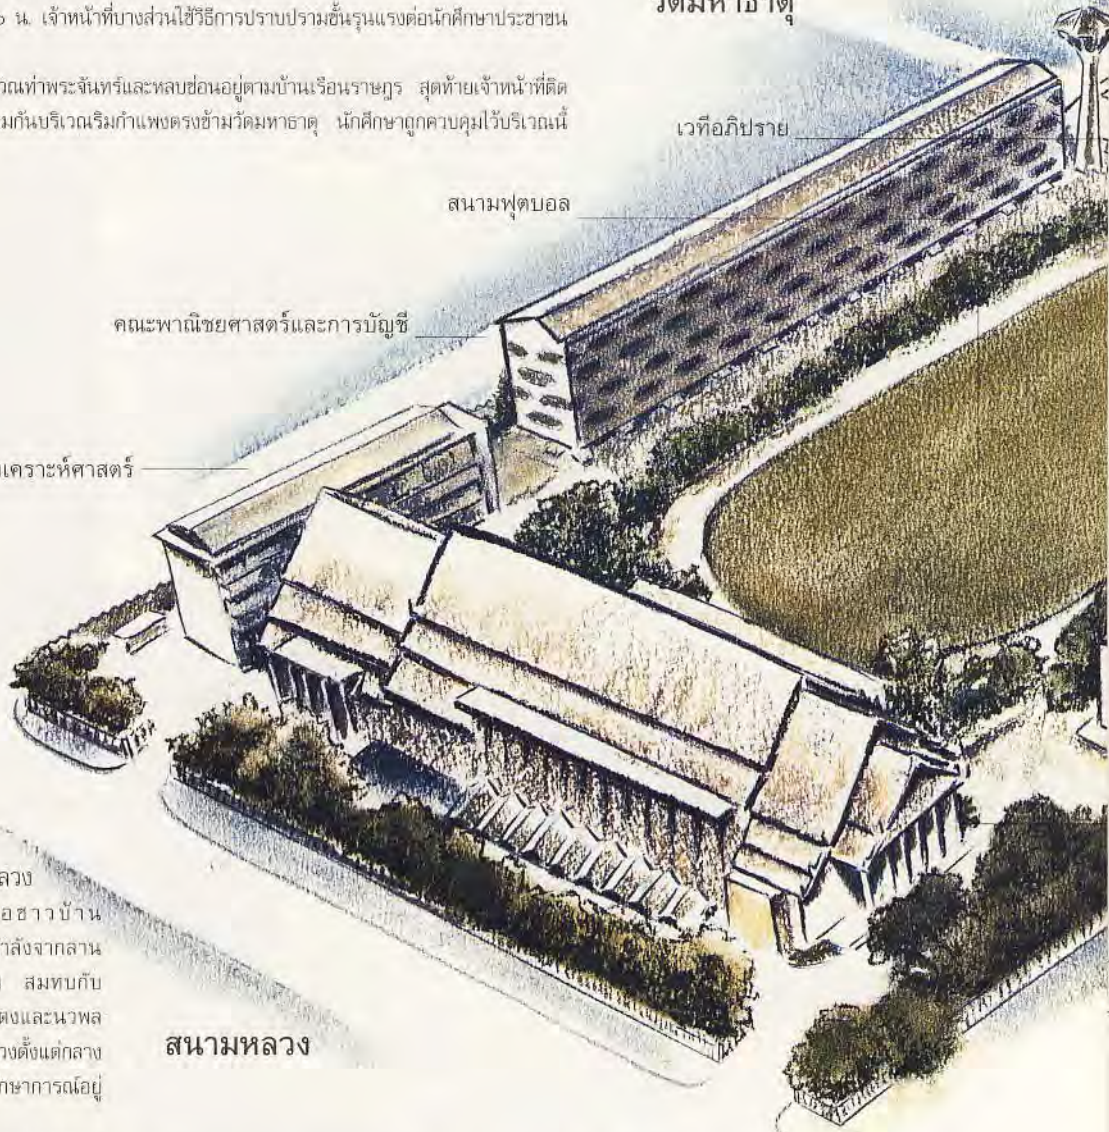 น. เจ้าหน้าที่บางส่วนใช้วิธีการปราบปรามขั้นรุนแรงต่อนักศึกษาประชาชน
วัดมหาธาตุ
วณท่าพระจันทร์และหลบซ่อนอยู่ตามบ้านเรือนราษฎร สุดท้ายเจ้าหน้าที่ติด
มกันบริเวณริมกำแพงตรงข้ามวัดมหาธาตุ นักศึกษาถูกควบคุมไว้บริเวณนี้
เวทีอภิปราย
สนามฟุตบอล
คณะพาณิชยศาสตร์และการบัญชี
เคราะห์ศาสตร์
ลวง
อชาวบ้าน
ำลังจากลาน
สมทบกับ
ดงและนวพล
วงตั้งแต่กลาง
กษาการณ์อยู่
สนามหลวง